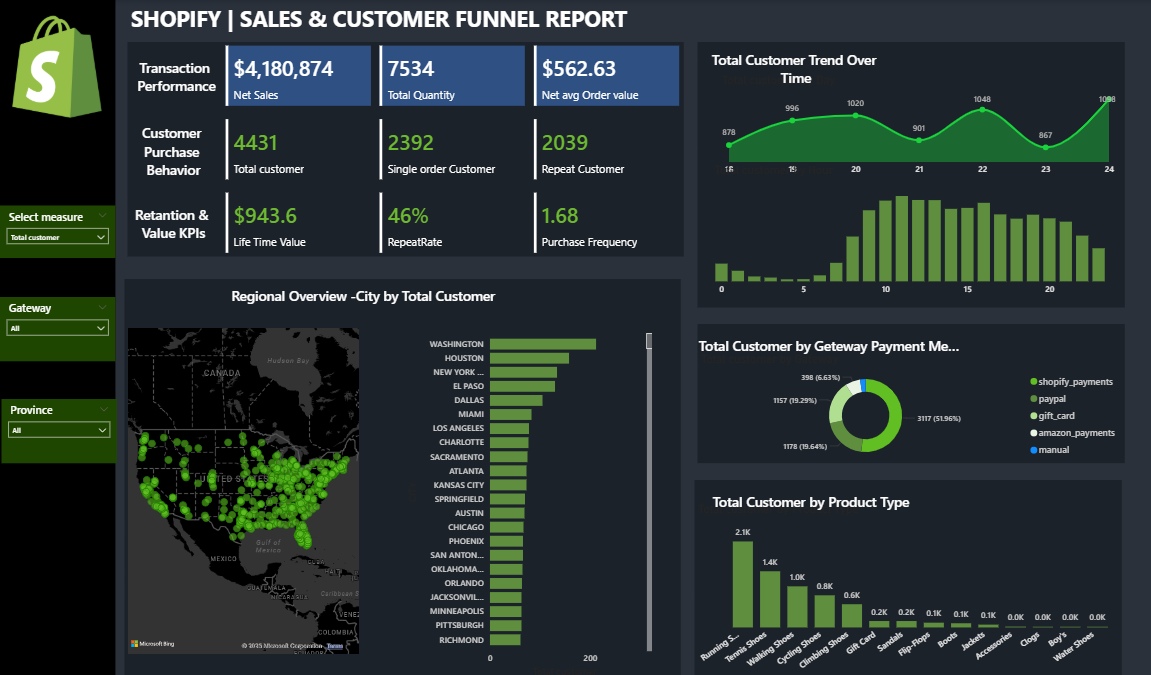 SHOPIFY | SALES & CUSTOMER FUNNEL REPORT
Transaction
Performance
$4,180,874
Net Sales
7534
Total Quantity
$562.63
Net avg Order value
Customer
Purchase
Behavior
4431
Total customer
2392
Single order Customer
2039
Repeat Customer
Retention &
Value KPIs
$943.6
Life Time Value
46%
RepeatRate
1.68
Purchase Frequency
Select measure
Total customer
Gateway
All
Province
All
Total Customer Trend Over
Time
878
996
1020
901
1048
867
18
19
20
21
22
23
24
0
5
10
15
20
Regional Overview -City by Total Customer
Hudson Bay
CANADA
UNITED STATES
Gulf of
Mexico
MEXICO
CUBA
GUATEMALA
NICARAGUA
Caribbean S
VENEZ
COLOMBIA
ECUADOR
Microsoft Bing
© 2025 Microsoft Corporation Terms
WASHINGTON
HOUSTON
NEW YORK ...
EL PASO
DALLAS
MIAMI
LOS ANGELES
CHARLOTTE
SACRAMENTO
ATLANTA
KANSAS CITY
SPRINGFIELD
AUSTIN
CHICAGO
PHOENIX
SAN ANTON...
OKLAHOMA...
ORLANDO
JACKSONVIL...
MINNEAPOLIS
PITTSBURGH
RICHMOND
0
200
Total Customer by Geteway Payment Me...
398 (6.63%)
1157 (19.29%)
1178 (19.64%)
3117 (51.96%)
shopify_payments
paypal
gift_card
amazon_payments
manual
Total Customer by Product Type
2.1K
1.4K
1.0K
0.8K
0.6K
0.2K
0.2K
0.1K
0.1K
0.1K
0.0K
0.0K
0.0K
0.0K
Running S...
Tennis Shoes
Walking Shoes
Cycling Shoes
Climbing Shoes
Gift Card
Sandals
Flip-Flops
Boots
Jackets
Accessories
Clogs
Boy's
Water Shoes